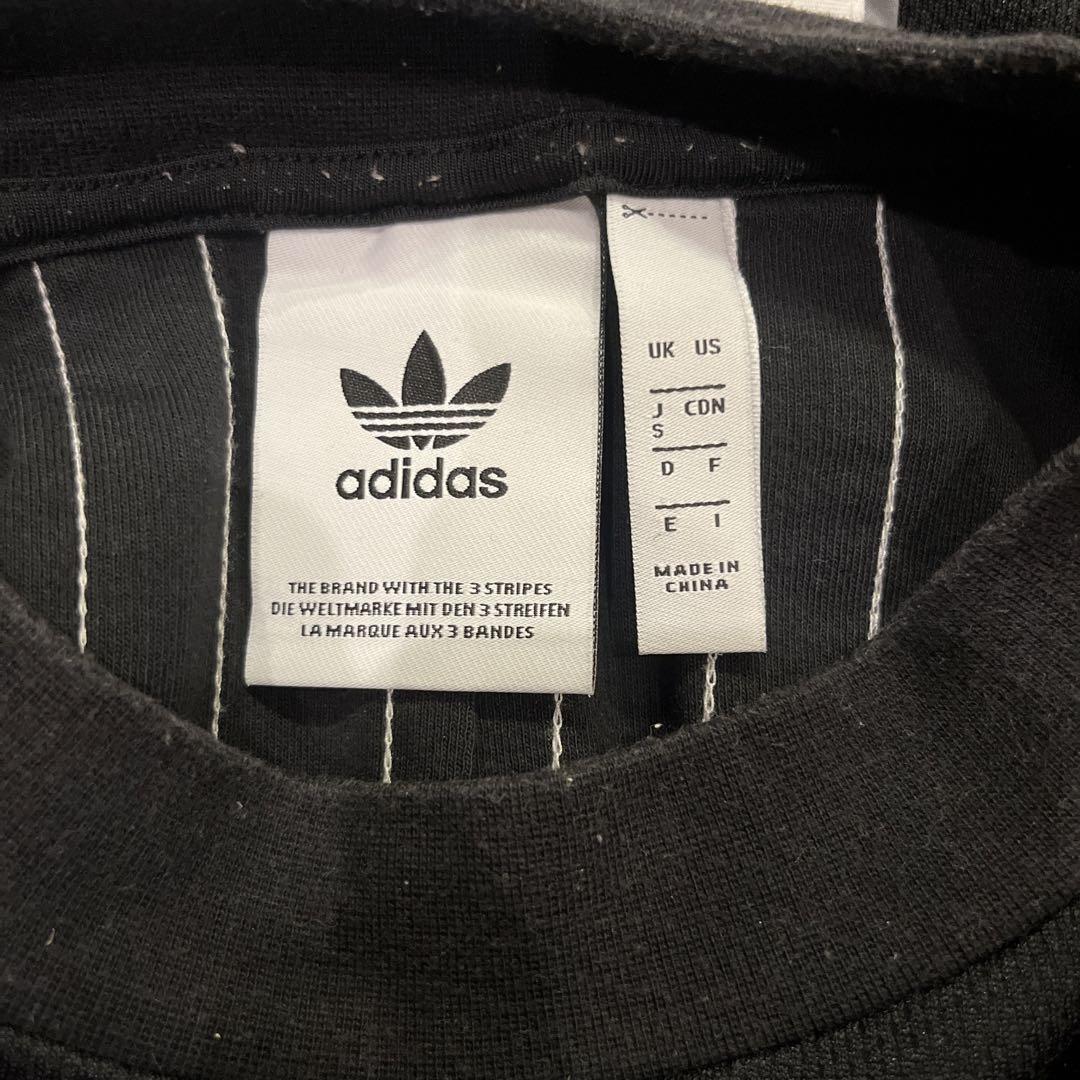 adidas
THE BRAND WITH THE 3 STRIPES
DIE WELTMARKE MIT DEN 3 STREIFEN
LA MARQUE AUX 3 BANDES
UK US
J CDN
S
D F
E I
MADE IN
CHINA